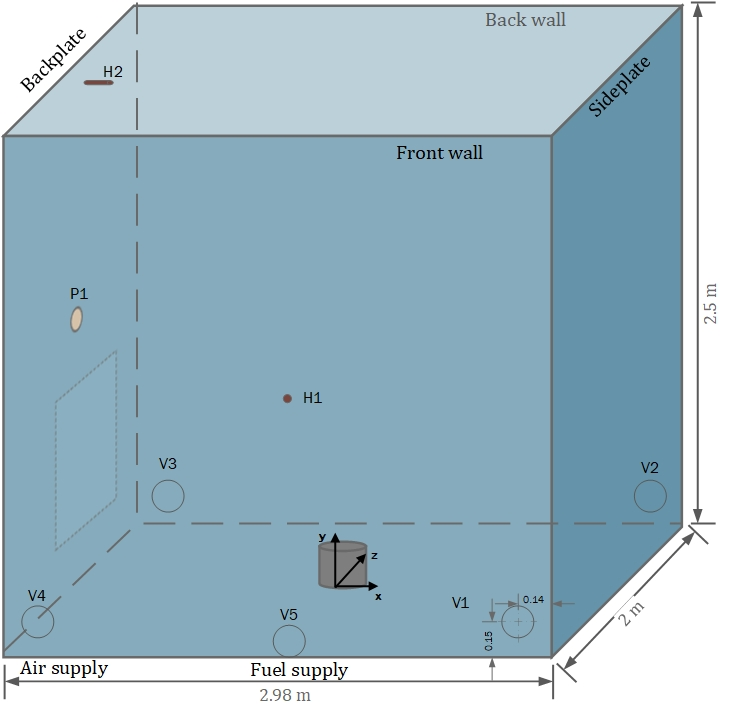 Back wall
Backplate
H2
Sideplate
Front wall
P1
2.5 m
H1
V3
V2
y
z
x
V4
V5
V1
0.14
0.15
2 m
Air supply
Fuel supply
2.98 m